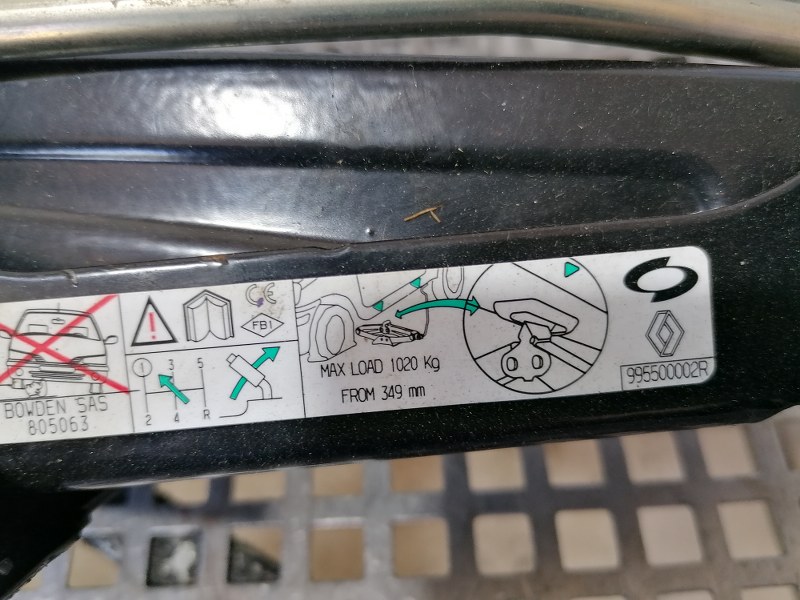 BOWDEN SAS
805063
!
CE
FB1
1 3 5
2 4 R
MAX LOAD 1020 Kg
FROM 349 mm
995500002R